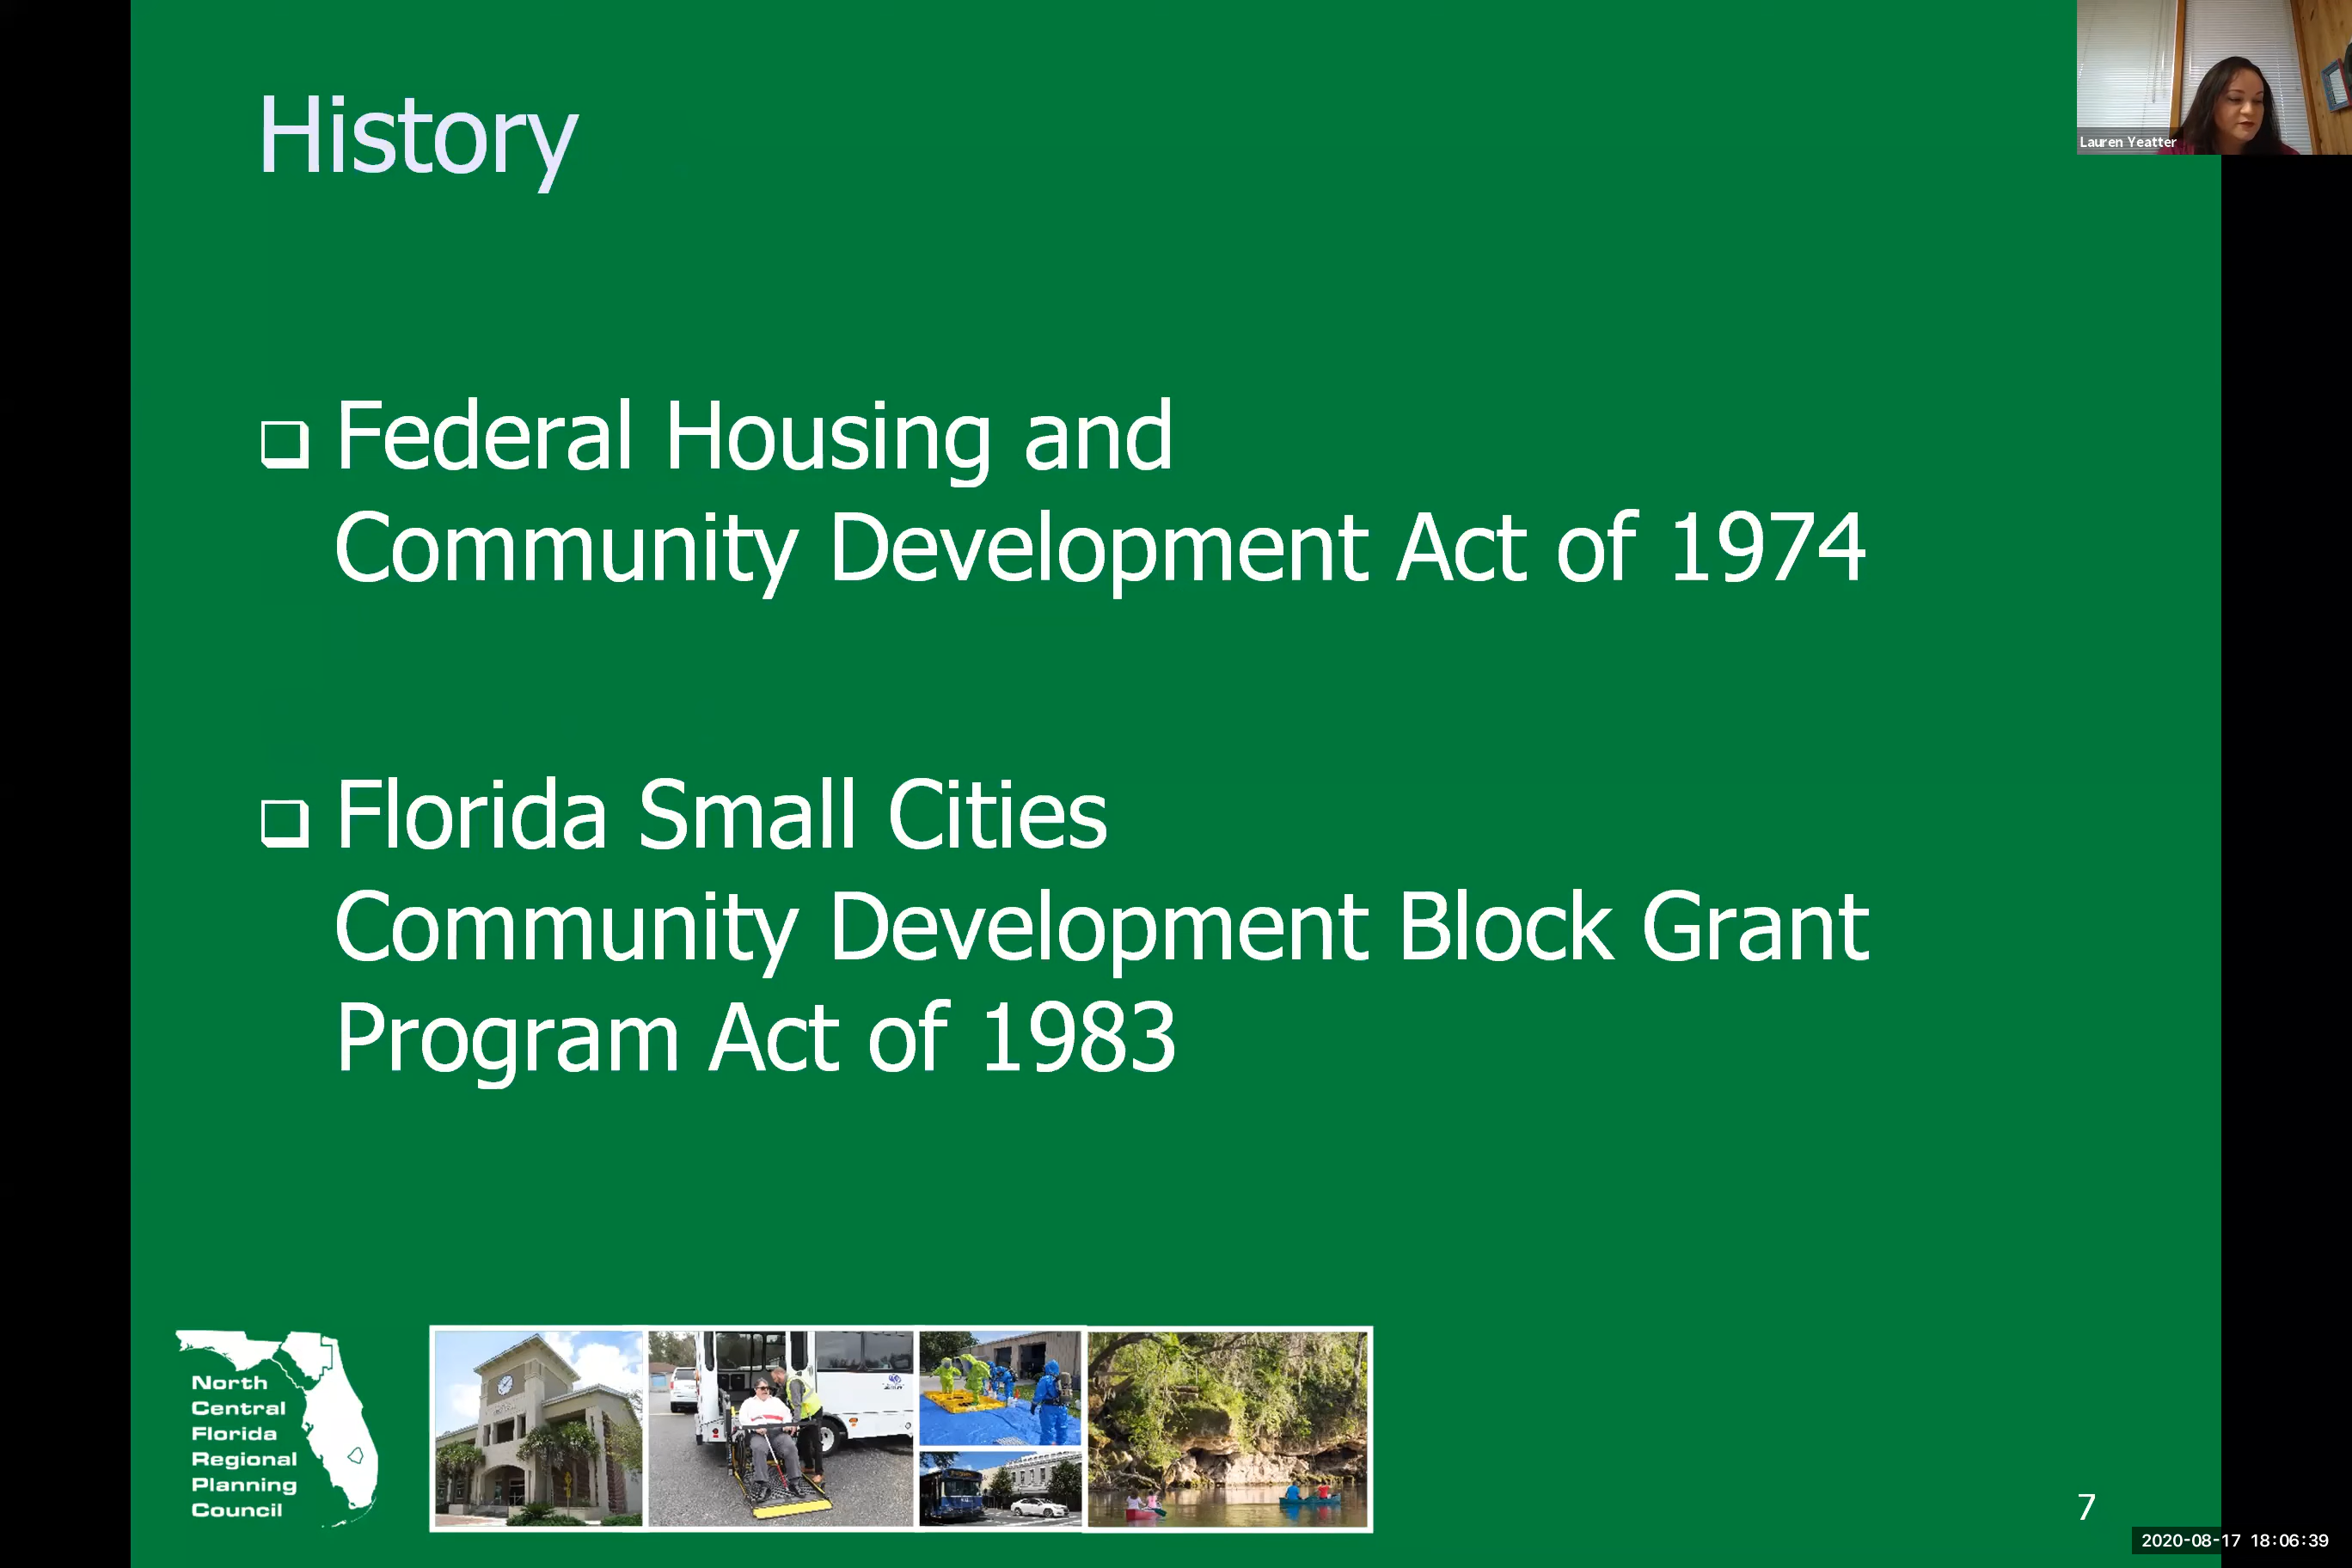 History
Lauren Yeatter
Federal Housing and
Community Development Act of 1974
Florida Small Cities
Community Development Block Grant
Program Act of 1983
North
Central
Florida
Regional
Planning
Council
7
2020-08-17 18:06:39